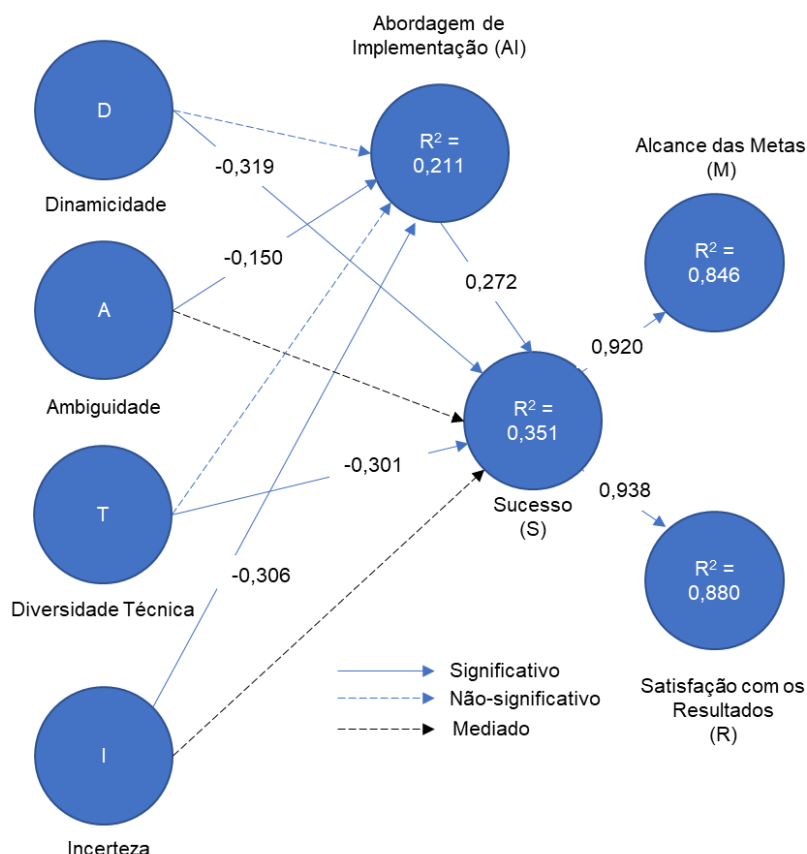 Abordagem de
Implementação (AI)
D
R² =
0,211
Alcance das Metas
(M)
-0,319
Dinamicidade
R² =
0,846
-0,150
0,272
A
0,920
Ambiguidade
R² =
0,351
-0,301
T
0,938
Sucesso
(S)
-0,306
R² =
0,880
Diversidade Técnica
Significativo
Não-significativo
Mediado
Satisfação com os
Resultados
(R)
I
Incerteza